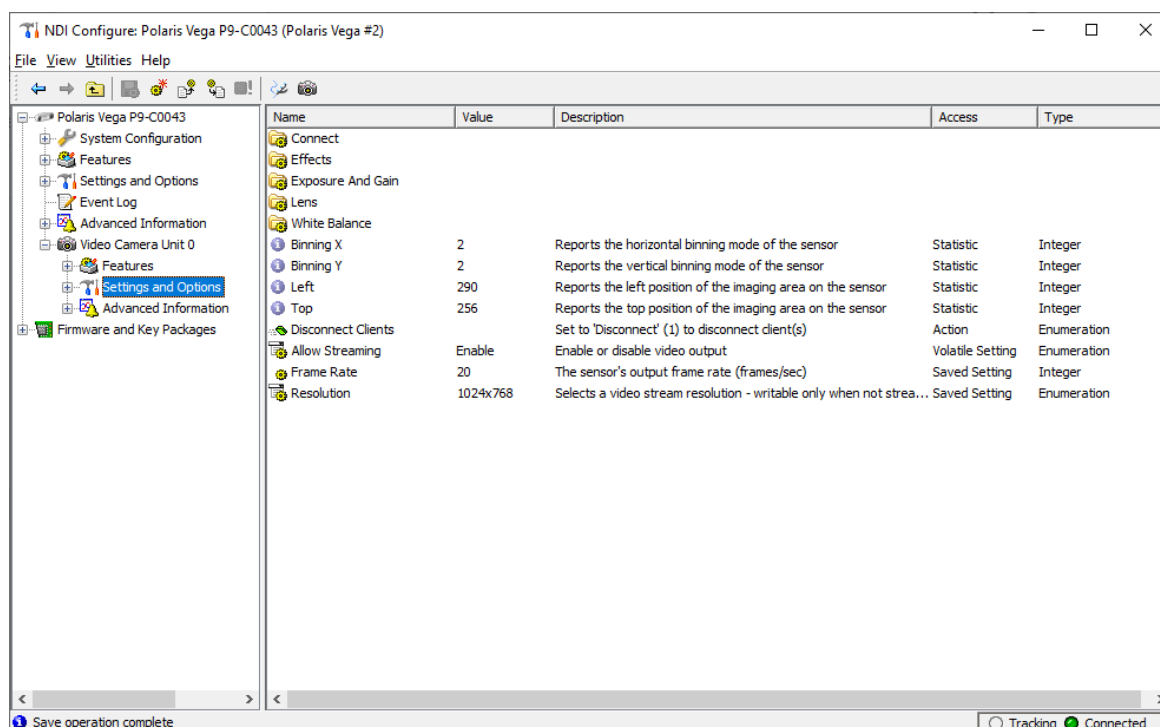 NDI Configure: Polaris Vega P9-C0043 (Polaris Vega #2)
File View Utilities Help
Polaris Vega P9-C0043
System Configuration
Features
Settings and Options
Event Log
Advanced Information
Video Camera Unit 0
Features
Settings and Options
Advanced Information
Firmware and Key Packages
Name Value Description Access Type
Connect
Effects
Exposure And Gain
Lens
White Balance
Binning X 2 Reports the horizontal binning mode of the sensor Statistic Integer
Binning Y 2 Reports the vertical binning mode of the sensor Statistic Integer
Left 290 Reports the left position of the imaging area on the sensor Statistic Integer
Top 256 Reports the top position of the imaging area on the sensor Statistic Integer
Disconnect Clients Set to 'Disconnect' (1) to disconnect client(s) Action Enumeration
Allow Streaming Enable Enable or disable video output Volatile Setting Enumeration
Frame Rate 20 The sensor's output frame rate (frames/sec) Saved Setting Integer
Resolution 1024x768 Selects a video stream resolution - writable only when not strea... Saved Setting Enumeration
Save operation complete Tracking Connected